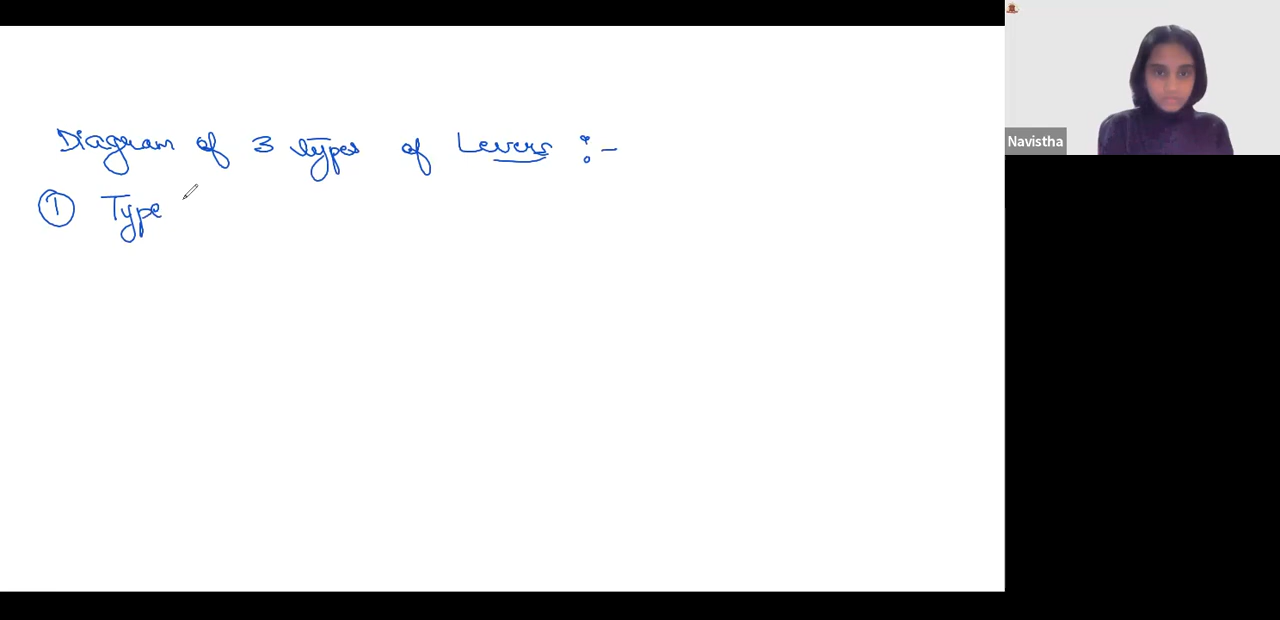 Diagram of 3 types of Levers :-
① Type
Navistha